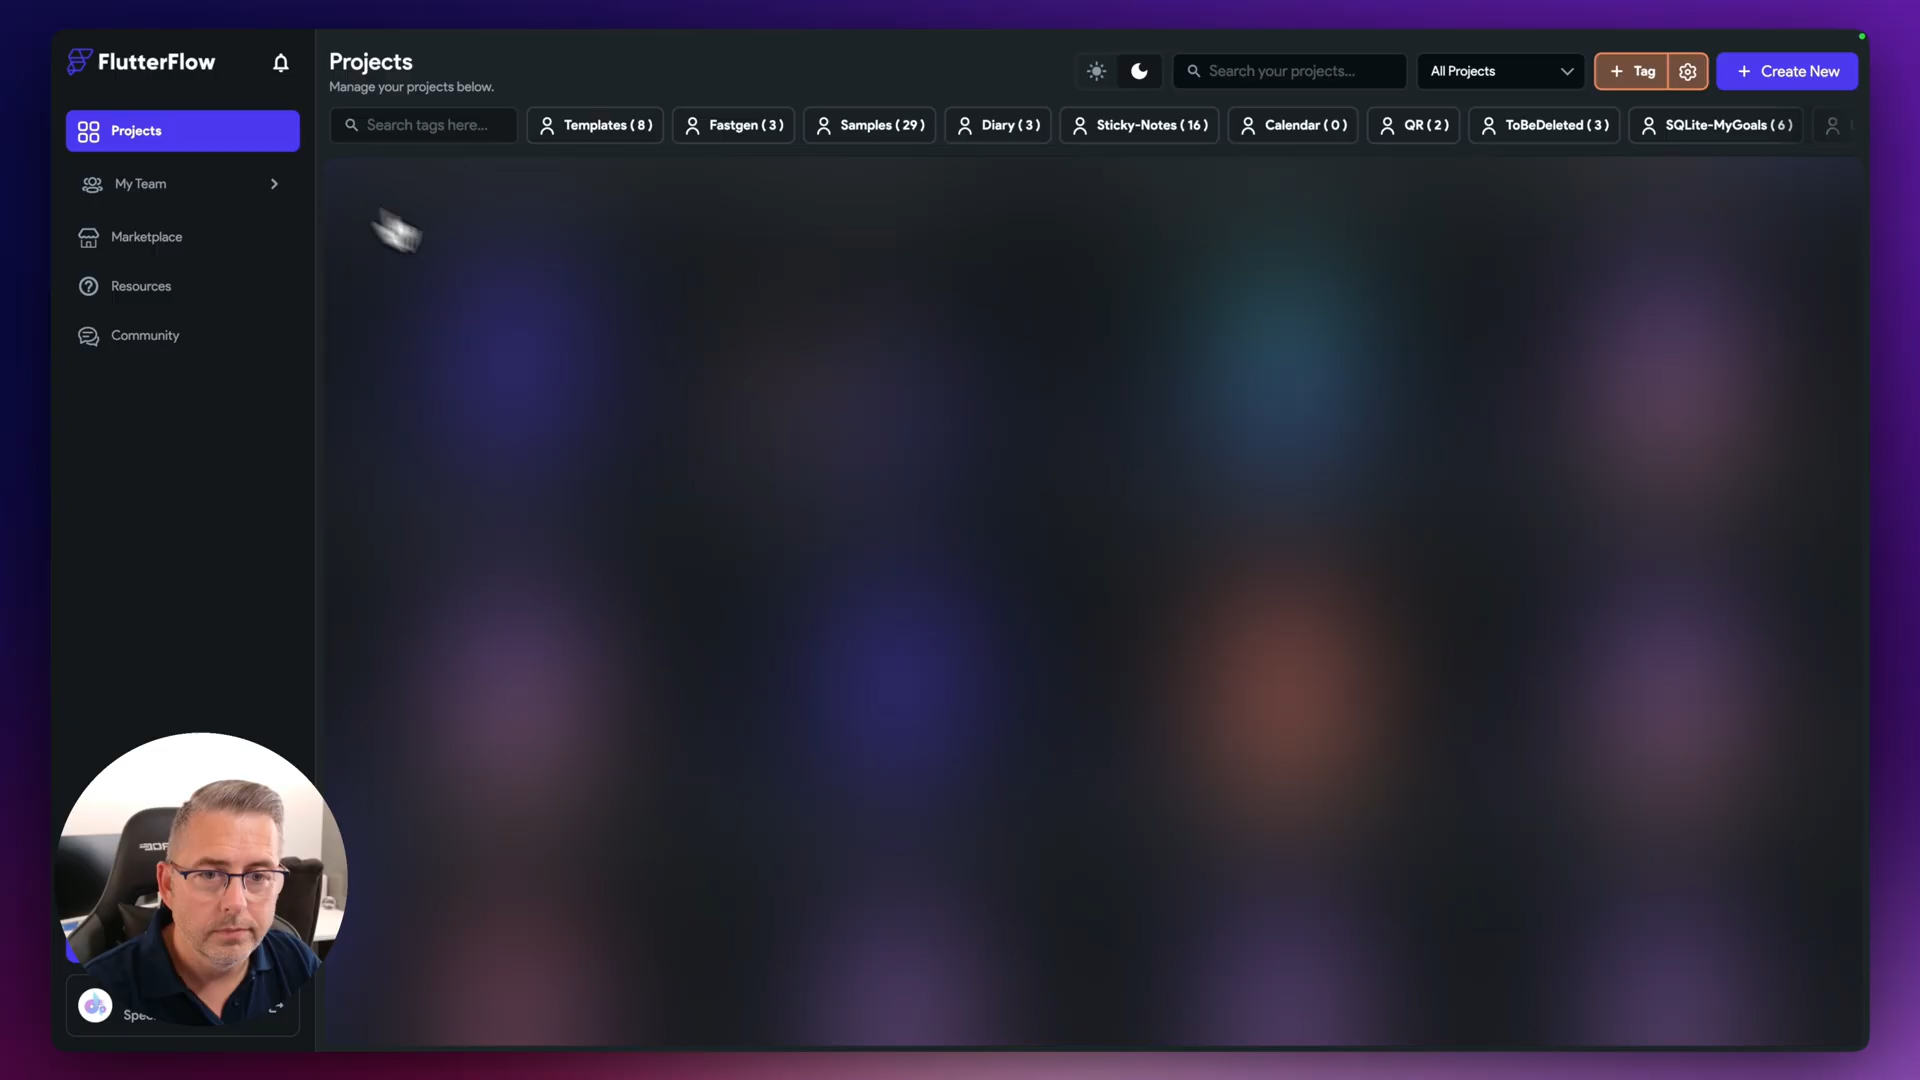 FlutterFlow
Projects
My Team
Marketplace
Resources
Community
Projects
Manage your projects below.
Search your projects...
All Projects
+ Tag
+ Create New
Search tags here...
Templates ( 8 )
Fastgen ( 3 )
Samples ( 29 )
Diary ( 3 )
Sticky-Notes ( 16 )
Calendar ( 0 )
QR ( 2 )
ToBeDeleted ( 3 )
SQLite-MyGoals ( 6 )